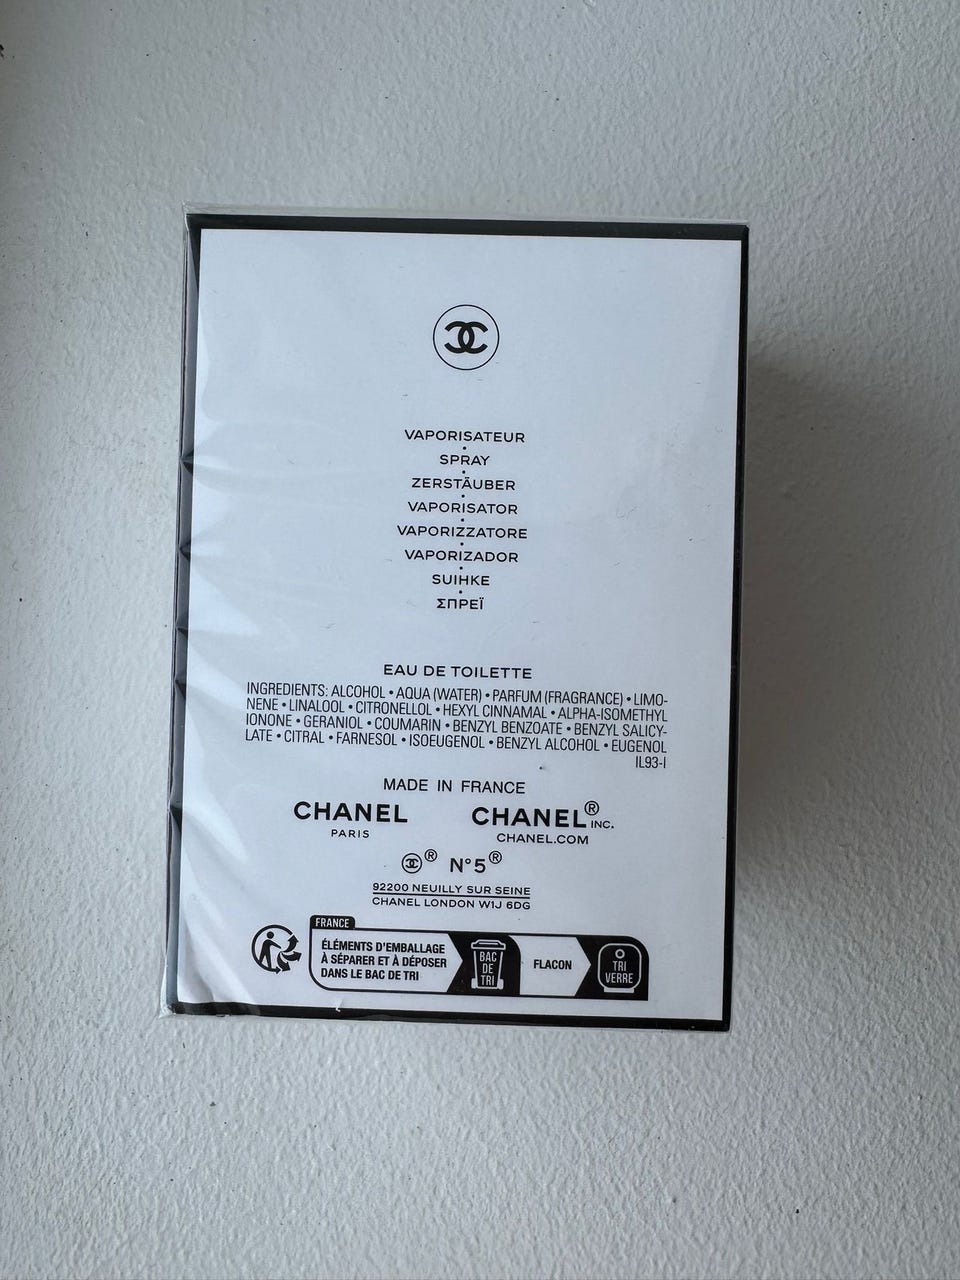 VAPORISATEUR
•
SPRAY
•
ZERSTÄUBER
•
VAPORISATOR
•
VAPORIZZATORE
•
VAPORIZADOR
•
SUIHKE
•
ΣΠΡΕΪ
EAU DE TOILETTE
INGREDIENTS: ALCOHOL • AQUA (WATER) • PARFUM (FRAGRANCE) • LIMO-
NENE • LINALOOL • CITRONELLOL • HEXYL CINNAMAL • ALPHA-ISOMETHYL
IONONE • GERANIOL • COUMARIN • BENZYL BENZOATE • BENZYL SALICY-
LATE • CITRAL • FARNESOL • ISOEUGENOL • BENZYL ALCOHOL • EUGENOL
IL93-I
MADE IN FRANCE
CHANEL CHANEL® INC.
PARIS CHANEL.COM
® N°5®
92200 NEUILLY SUR SEINE
CHANEL LONDON W1J 6DG
FRANCE
ÉLÉMENTS D'EMBALLAGE
À SÉPARER ET À DÉPOSER
DANS LE BAC DE TRI
BAC
DE
TRI
FLACON
TRI
VERRE